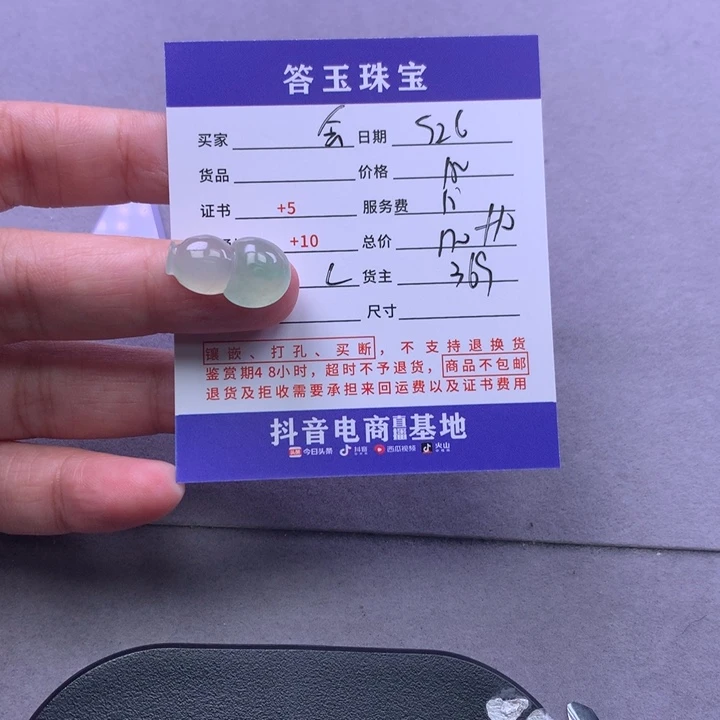 答玉珠宝
买家 日期 526
货品 价格
证书 +5 服务费
+10 总价
L 货主 369
尺寸
镶嵌、打孔、买断，不支持退换货
鉴赏期48小时，超时不予退货，商品不包邮
退货及拒收需要承担来回运费以及证书费用
抖音电商直播基地
头条 今日头条 抖音 西瓜视频 火山